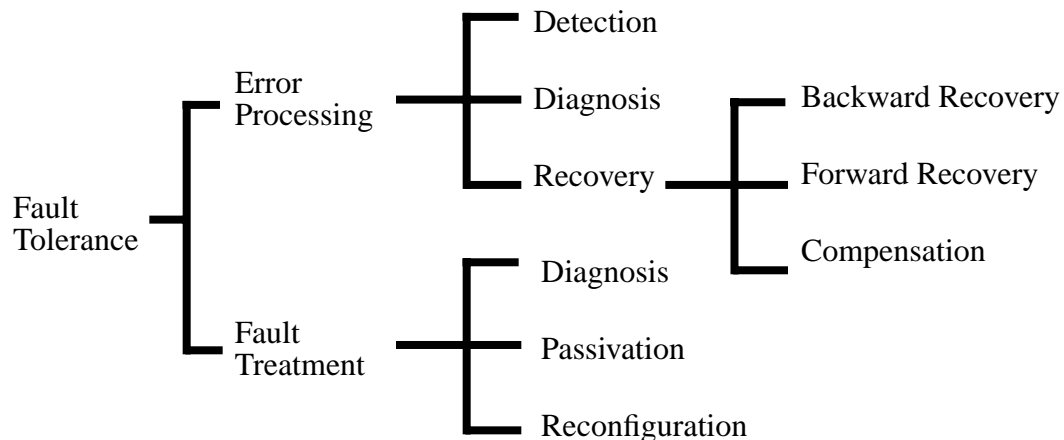 Detection
Error
Processing
Diagnosis
Backward Recovery
Recovery
Forward Recovery
Fault
Tolerance
Compensation
Diagnosis
Fault
Treatment
Passivation
Reconfiguration